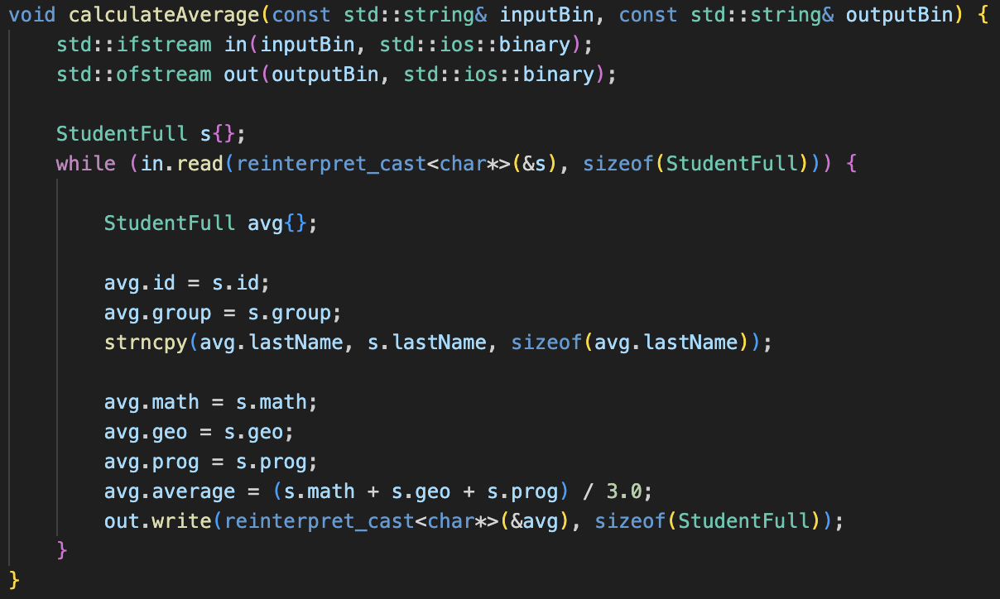 void calculateAverage(const std::string& inputBin, const std::string& outputBin) {
    std::ifstream in(inputBin, std::ios::binary);
    std::ofstream out(outputBin, std::ios::binary);

    StudentFull s{};
    while (in.read(reinterpret_cast<char*>(&s), sizeof(StudentFull))) {

        StudentFull avg{};

        avg.id = s.id;
        avg.group = s.group;
        strncpy(avg.lastName, s.lastName, sizeof(avg.lastName));

        avg.math = s.math;
        avg.geo = s.geo;
        avg.prog = s.prog;
        avg.average = (s.math + s.geo + s.prog) / 3.0;
        out.write(reinterpret_cast<char*>(&avg), sizeof(StudentFull));
    }
}